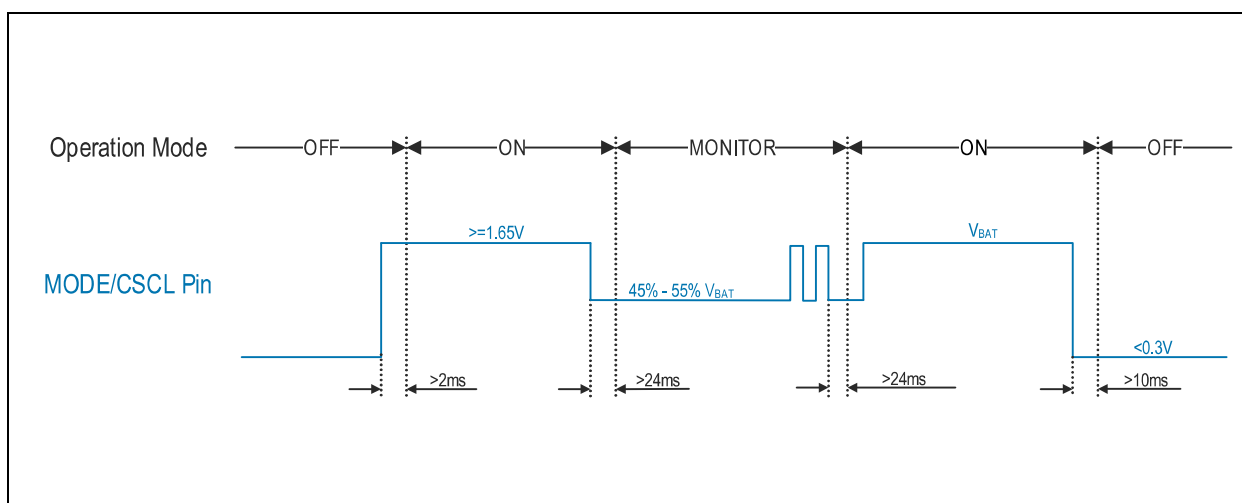 Operation Mode OFF ON MONITOR ON OFF
>=1.65V VBAT
MODE/CSCL Pin 45% - 55% VBAT
<0.3V
>2ms >24ms >24ms >10ms